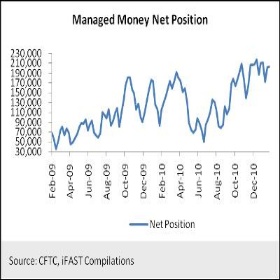 Managed Money Net Position
230,000
210,000
190,000
170,000
150,000
130,000
110,000
90,000
70,000
50,000
30,000
Feb-09
Apr-09
Jun-09
Aug-09
Oct-09
Dec-09
Feb-10
Apr-10
Jun-10
Aug-10
Oct-10
Dec-10
Net Position
Source: CFTC, iFAST Compilations